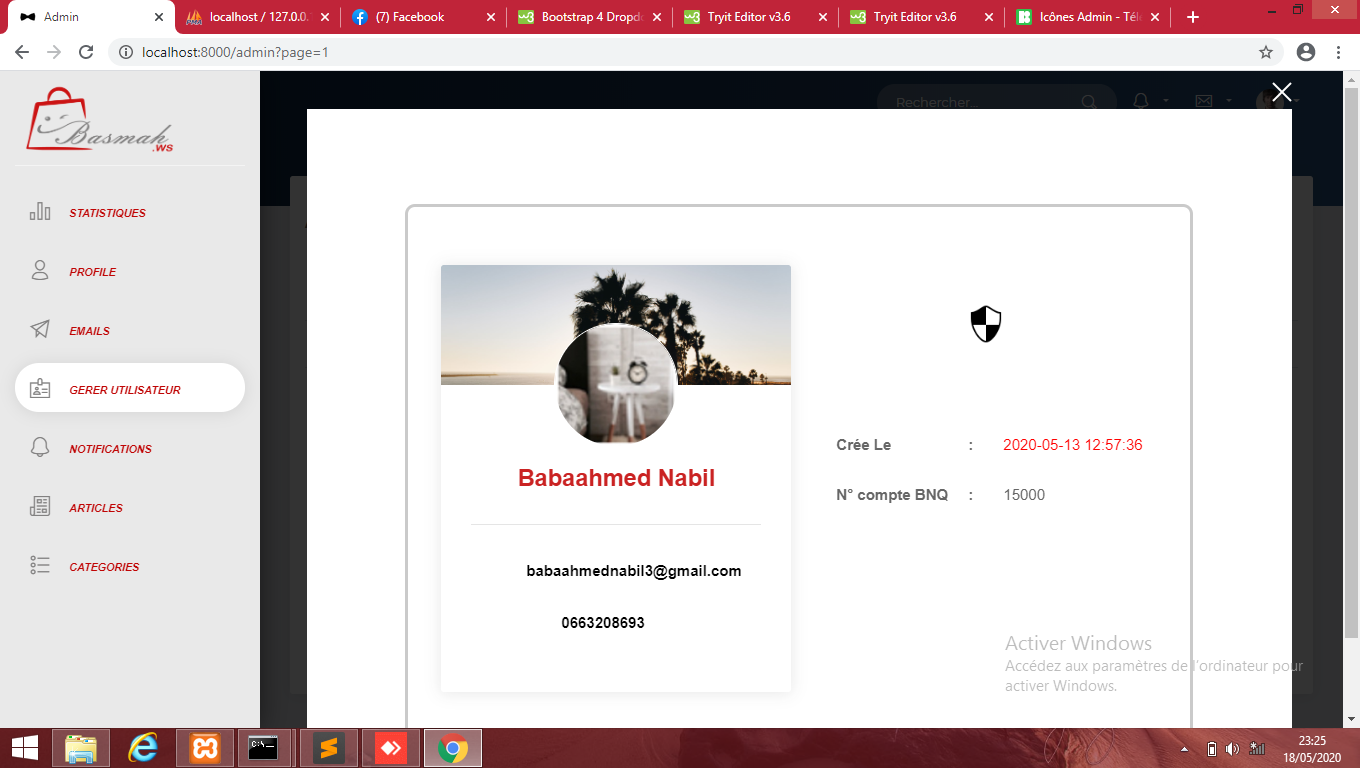 Admin
localhost / 127.0.0.
(7) Facebook
Bootstrap 4 Dropdo
Tryit Editor v3.6
Tryit Editor v3.6
Icônes Admin - Tél
localhost:8000/admin?page=1
Basmah
.ws
Rechercher...
STATISTIQUES
PROFILE
EMAILS
GERER UTILISATEUR
NOTIFICATIONS
ARTICLES
CATEGORIES
Babaahmed Nabil
babaahmednabil3@gmail.com
0663208693
Crée Le : 2020-05-13 12:57:36
N° compte BNQ : 15000
Activer Windows
Accédez aux paramètres de l'ordinateur pour
activer Windows.
23:25
18/05/2020